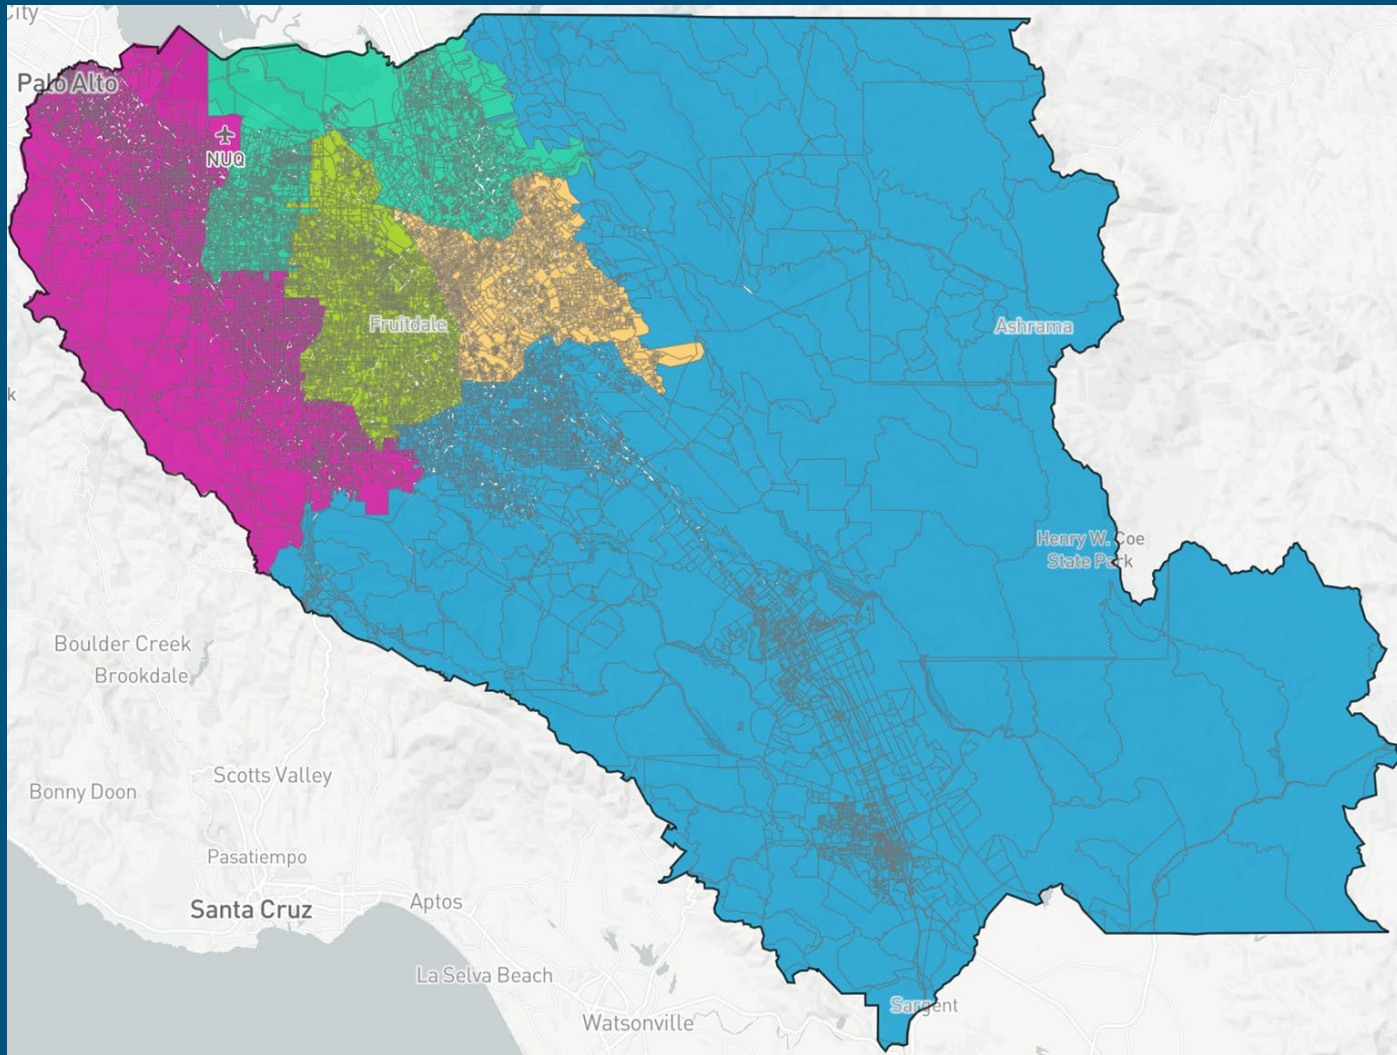 City
Palo Alto
NUQ
Fruitdale
Ashrama
k
Henry W. Coe
State Park
Boulder Creek
Brookdale
Scotts Valley
Bonny Doon
Pasatiempo
Santa Cruz
Aptos
La Selva Beach
Sargent
Watsonville